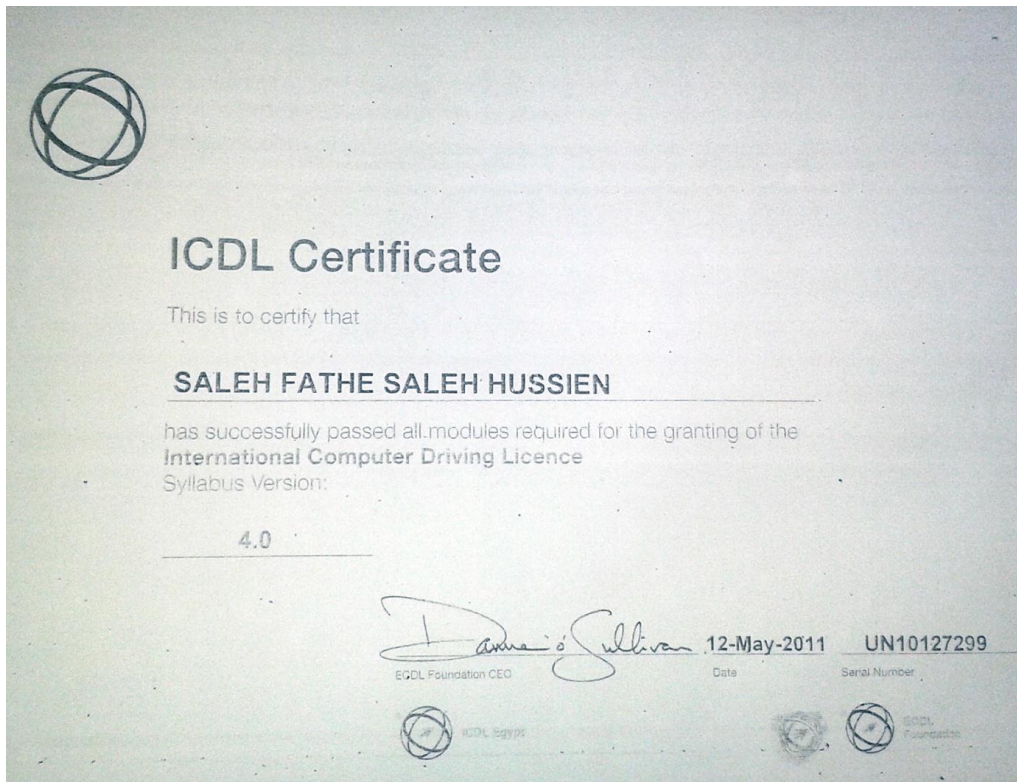 ICDL Certificate
This is to certify that
SALEH FATHE SALEH HUSSIEN
has successfully passed all modules required for the granting of the
International Computer Driving Licence
Syllabus Version:
4.0
Damien O'Sullivan 12-May-2011 UN10127299
ECDL Foundation CEO Date Serial Number
ICDL Egypt ECDL
Foundation